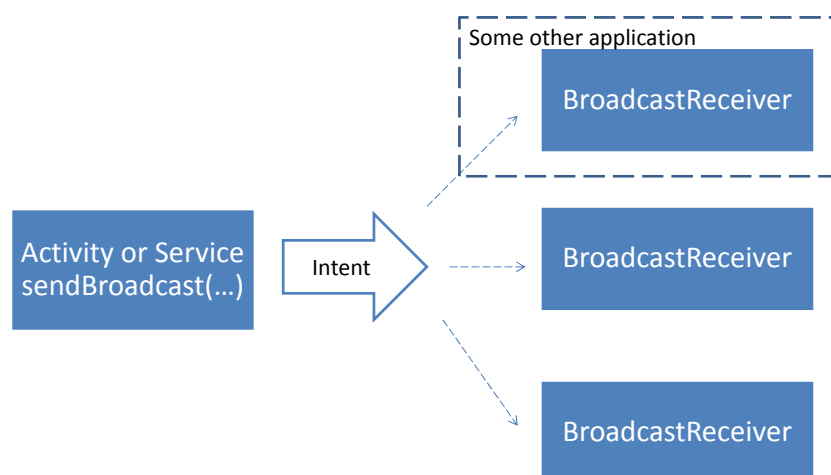 Some other application
BroadcastReceiver
Activity or Service
sendBroadcast(…)
Intent
BroadcastReceiver
BroadcastReceiver